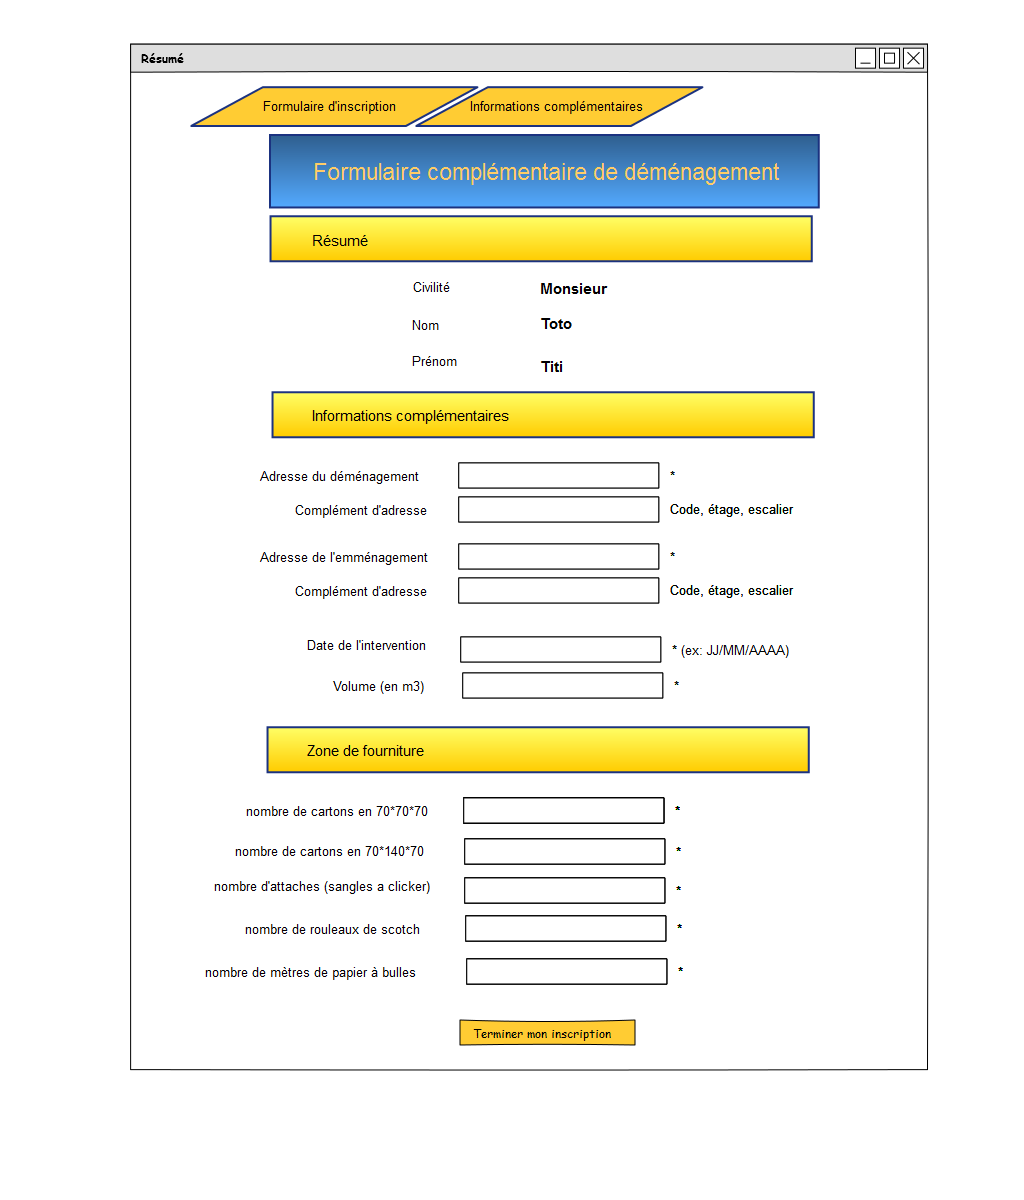 Résumé
Formulaire d'inscription
Informations complémentaires
Formulaire complémentaire de déménagement
Résumé
Civilité Monsieur
Nom Toto
Prénom Titi
Informations complémentaires
Adresse du déménagement *
Complément d'adresse Code, étage, escalier
Adresse de l'emménagement *
Complément d'adresse Code, étage, escalier
Date de l'intervention * (ex: JJ/MM/AAAA)
Volume (en m3) *
Zone de fourniture
nombre de cartons en 70*70*70 *
nombre de cartons en 70*140*70 *
nombre d'attaches (sangles a clicker) *
nombre de rouleaux de scotch *
nombre de mètres de papier à bulles *
Terminer mon inscription